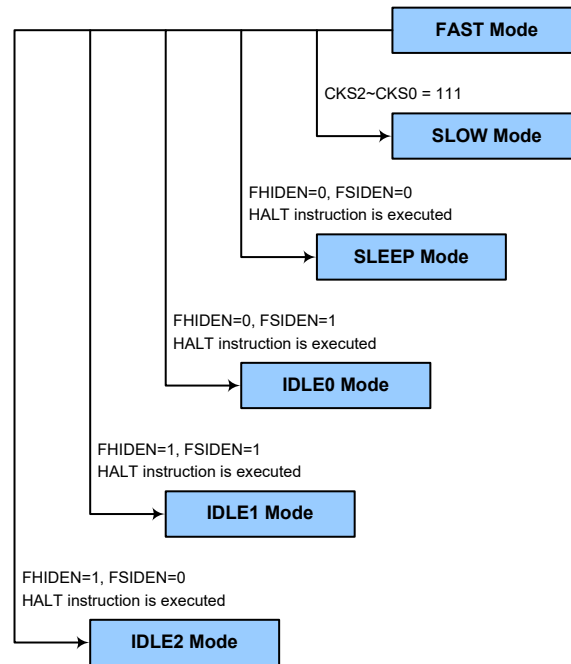 FAST Mode
CKS2~CKS0 = 111
SLOW Mode
FHIDEN=0, FSIDEN=0
HALT instruction is executed
SLEEP Mode
FHIDEN=0, FSIDEN=1
HALT instruction is executed
IDLE0 Mode
FHIDEN=1, FSIDEN=1
HALT instruction is executed
IDLE1 Mode
FHIDEN=1, FSIDEN=0
HALT instruction is executed
IDLE2 Mode